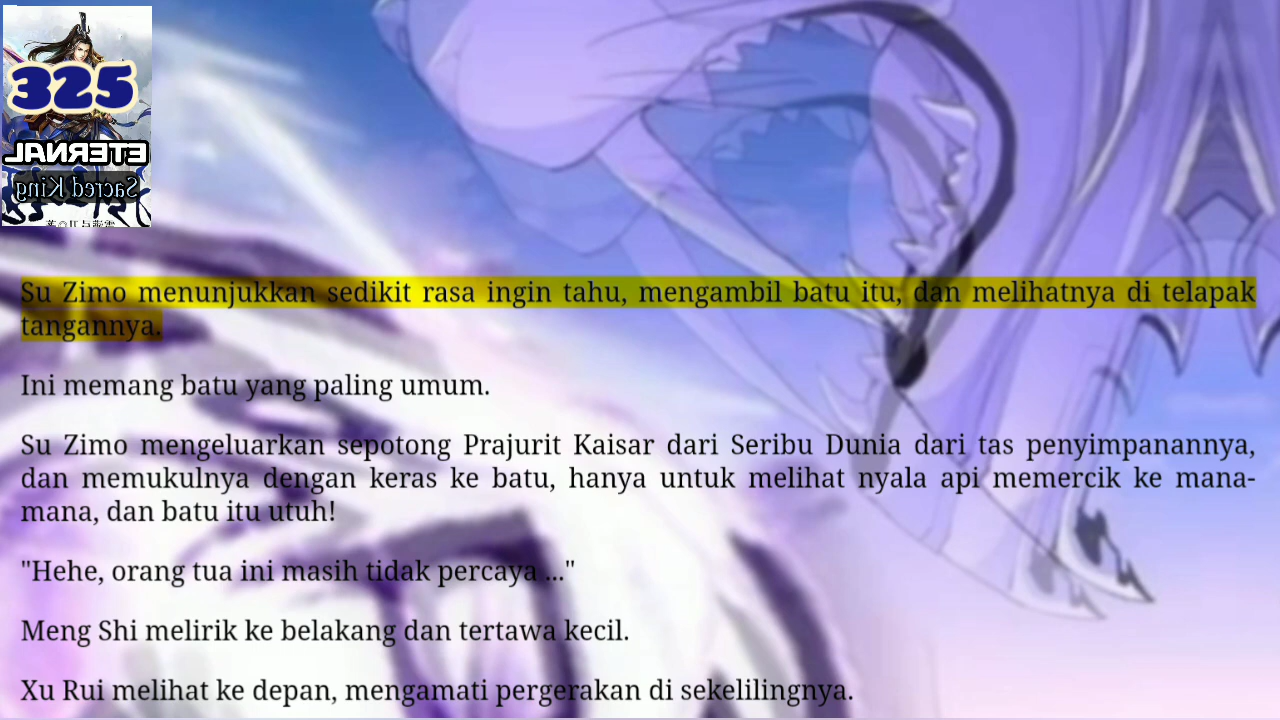 325
ETERNAL
Sacred King
Su Zimo menunjukkan sedikit rasa ingin tahu, mengambil batu itu, dan melihatnya di telapak
tangannya.
Ini memang batu yang paling umum.
Su Zimo mengeluarkan sepotong Prajurit Kaisar dari Seribu Dunia dari tas penyimpanannya,
dan memukulnya dengan keras ke batu, hanya untuk melihat nyala api memercik ke mana-
mana, dan batu itu utuh!
"Hehe, orang tua ini masih tidak percaya ..."
Meng Shi melirik ke belakang dan tertawa kecil.
Xu Rui melihat ke depan, mengamati pergerakan di sekelilingnya.